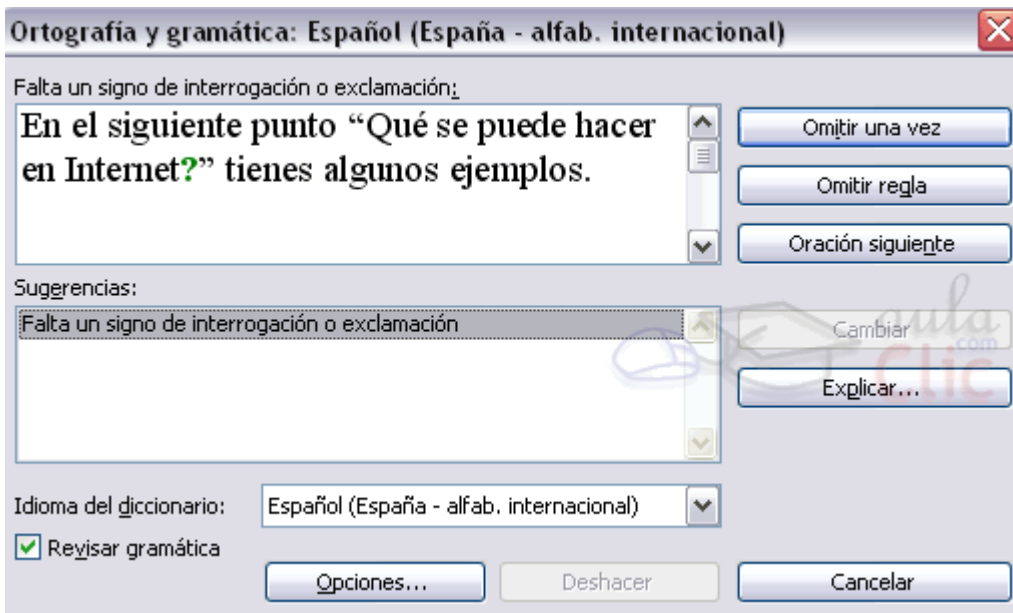 Ortografía y gramática: Español (España - alfab. internacional)
Falta un signo de interrogación o exclamación:
En el siguiente punto “Qué se puede hacer
en Internet?” tienes algunos ejemplos.
Omitir una vez
Omitir regla
Oración siguiente
Sugerencias:
Falta un signo de interrogación o exclamación
Cambiar
Explicar...
aula
Clic
com
Idioma del diccionario:
Español (España - alfab. internacional)
Revisar gramática
Opciones...
Deshacer
Cancelar